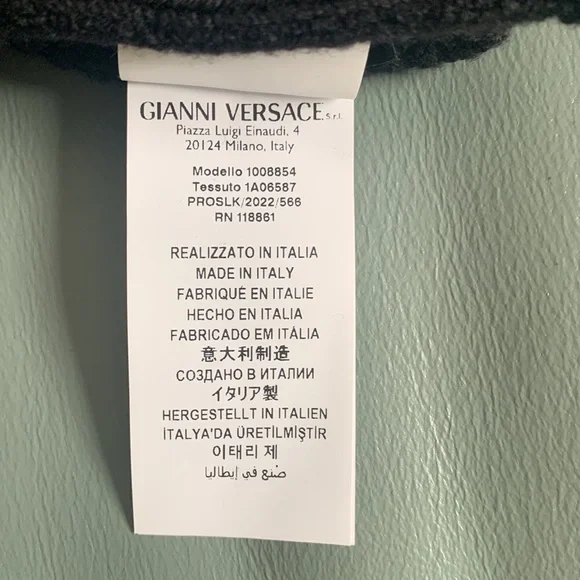 GIANNI VERSACE s.r.l.
Piazza Luigi Einaudi, 4
20124 Milano, Italy
Modello 1008854
Tessuto 1A06587
PROSLK/2022/566
RN 118861
REALIZZATO IN ITALIA
MADE IN ITALY
FABRIQUÉ EN ITALIE
HECHO EN ITALIA
FABRICADO EM ITÁLIA
意大利制造
СОЗДАНО В ИТАЛИИ
イタリア製
HERGESTELLT IN ITALIEN
İTALYA'DA ÜRETİLMİŞTİR
이태리 제
صنع في إيطاليا